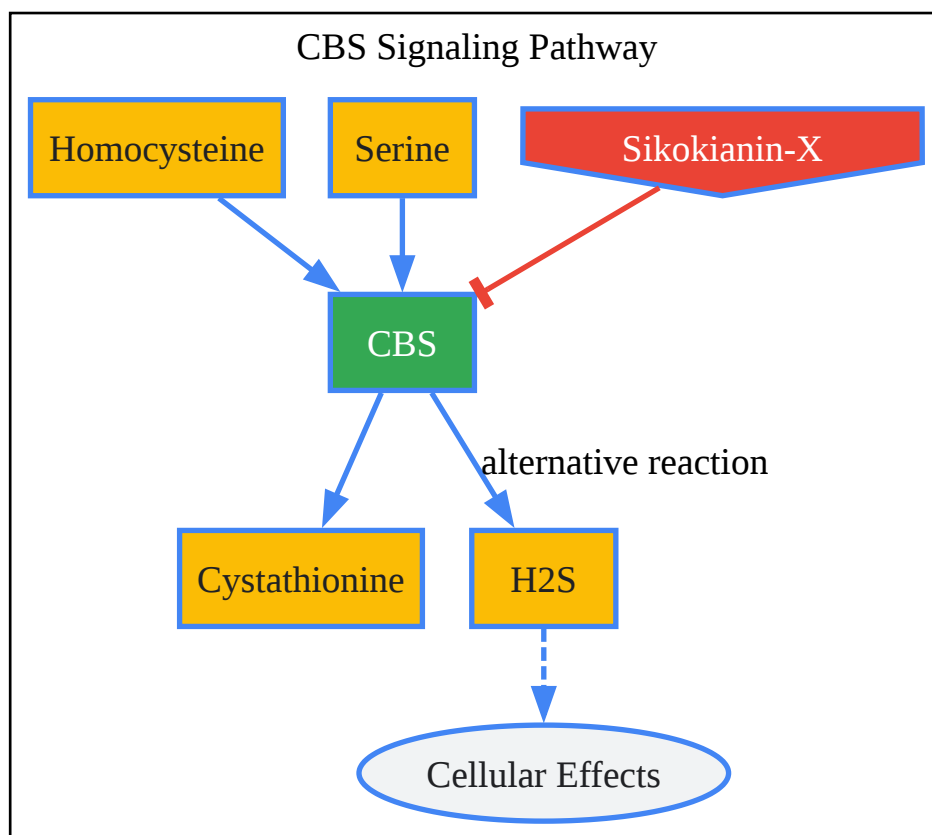 CBS Signaling Pathway
Homocysteine
Serine
Sikokianin-X
CBS
alternative reaction
Cystathionine
H2S
Cellular Effects